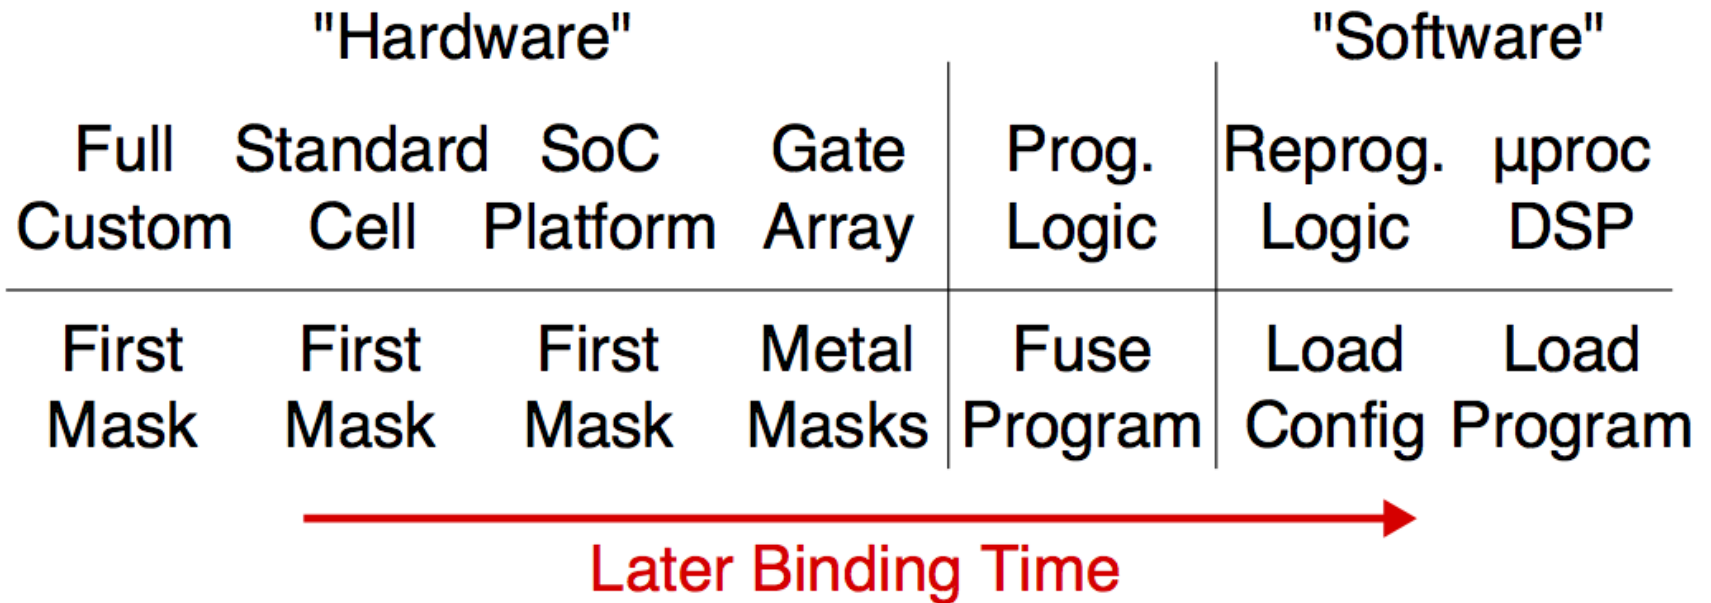 "Hardware" "Software"
Full Standard SoC Gate Prog. Reprog. µproc
Custom Cell Platform Array Logic Logic DSP
First First First Metal Fuse Load Load
Mask Mask Mask Masks Program Config Program
Later Binding Time